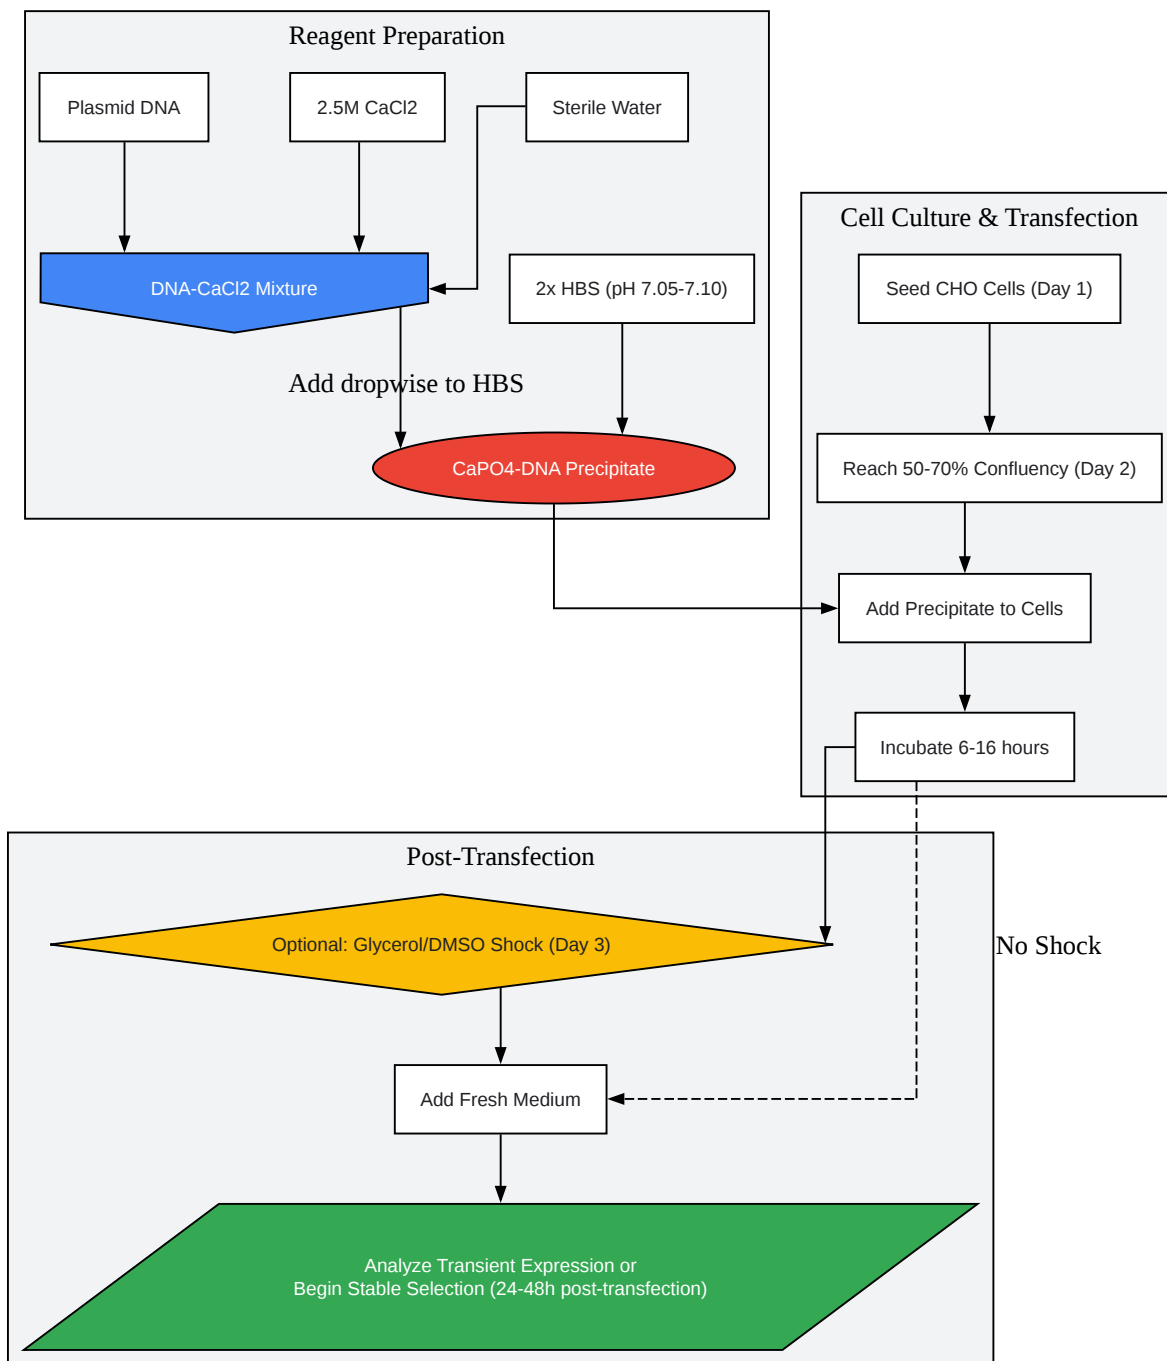 Reagent Preparation
Plasmid DNA
2.5M CaCl2
Sterile Water
DNA-CaCl2 Mixture
2x HBS (pH 7.05-7.10)
Add dropwise to HBS
CaPO4-DNA Precipitate
Cell Culture & Transfection
Seed CHO Cells (Day 1)
Reach 50-70% Confluency (Day 2)
Add Precipitate to Cells
Incubate 6-16 hours
Post-Transfection
Optional: Glycerol/DMSO Shock (Day 3)
No Shock
Add Fresh Medium
Analyze Transient Expression or
Begin Stable Selection (24-48h post-transfection)